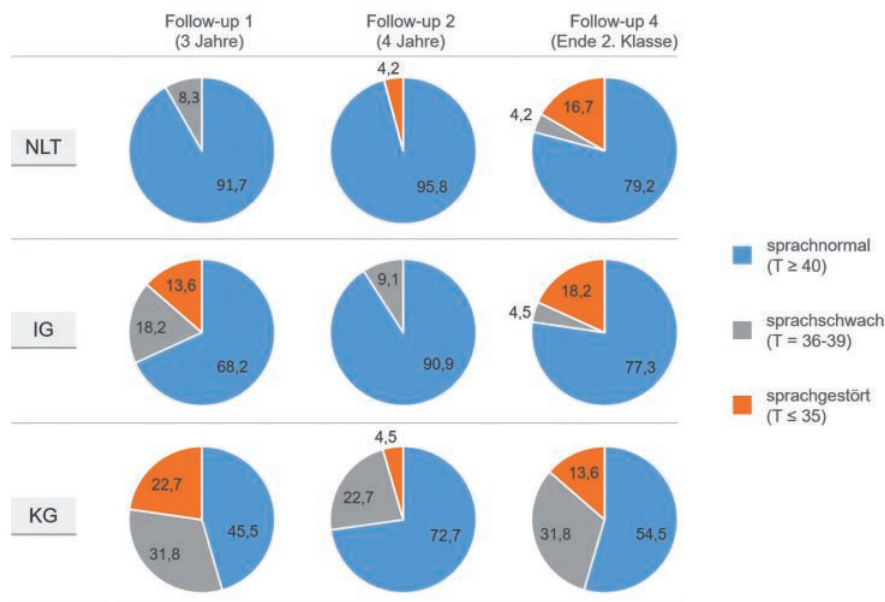 Follow-up 1
(3 Jahre)
Follow-up 2
(4 Jahre)
Follow-up 4
(Ende 2. Klasse)
NLT
8,3
91,7
4,2
95,8
4,2
16,7
79,2
IG
13,6
18,2
68,2
9,1
90,9
18,2
4,5
77,3
KG
22,7
31,8
45,5
4,5
22,7
72,7
13,6
31,8
54,5
sprachnormal
(T ≥ 40)
sprachschwach
(T = 36-39)
sprachgestört
(T ≤ 35)